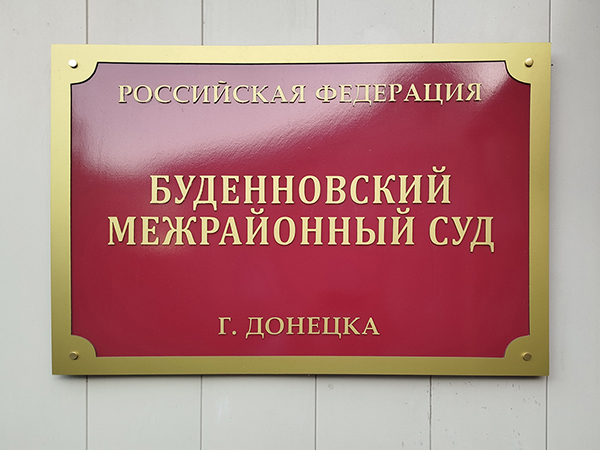 РОССИЙСКАЯ ФЕДЕРАЦИЯ
БУДЕННОВСКИЙ
МЕЖРАЙОННЫЙ СУД
Г. ДОНЕЦКА